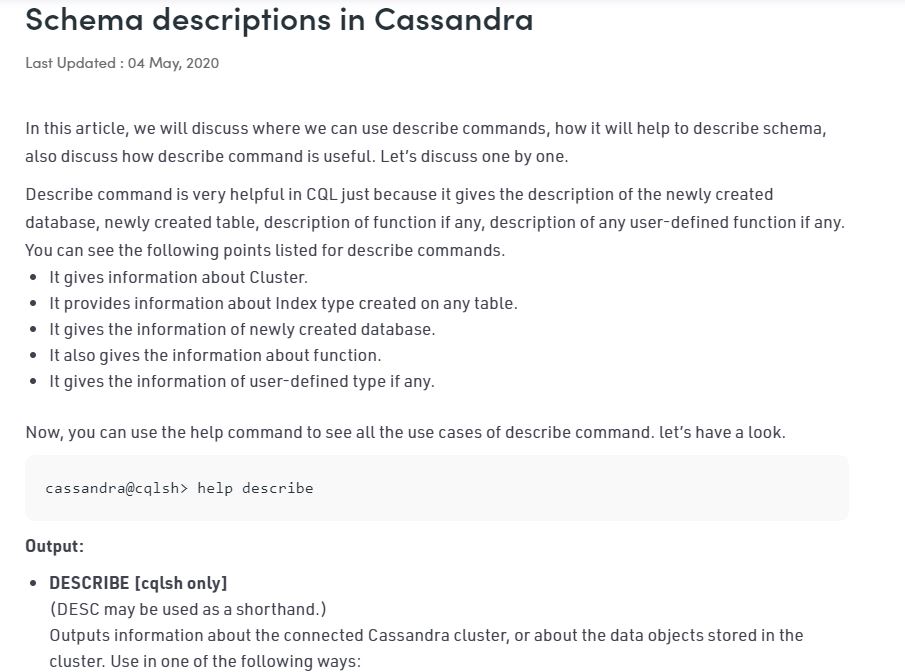 Schema descriptions in Cassandra
Last Updated : 04 May, 2020
In this article, we will discuss where we can use describe commands, how it will help to describe schema,
also discuss how describe command is useful. Let’s discuss one by one.
Describe command is very helpful in CQL just because it gives the description of the newly created
database, newly created table, description of function if any, description of any user-defined function if any.
You can see the following points listed for describe commands.
• It gives information about Cluster.
• It provides information about Index type created on any table.
• It gives the information of newly created database.
• It also gives the information about function.
• It gives the information of user-defined type if any.
Now, you can use the help command to see all the use cases of describe command. let’s have a look.
cassandra@cqlsh> help describe
Output:
• DESCRIBE [cqlsh only]
(DESC may be used as a shorthand.)
Outputs information about the connected Cassandra cluster, or about the data objects stored in the
cluster. Use in one of the following ways: